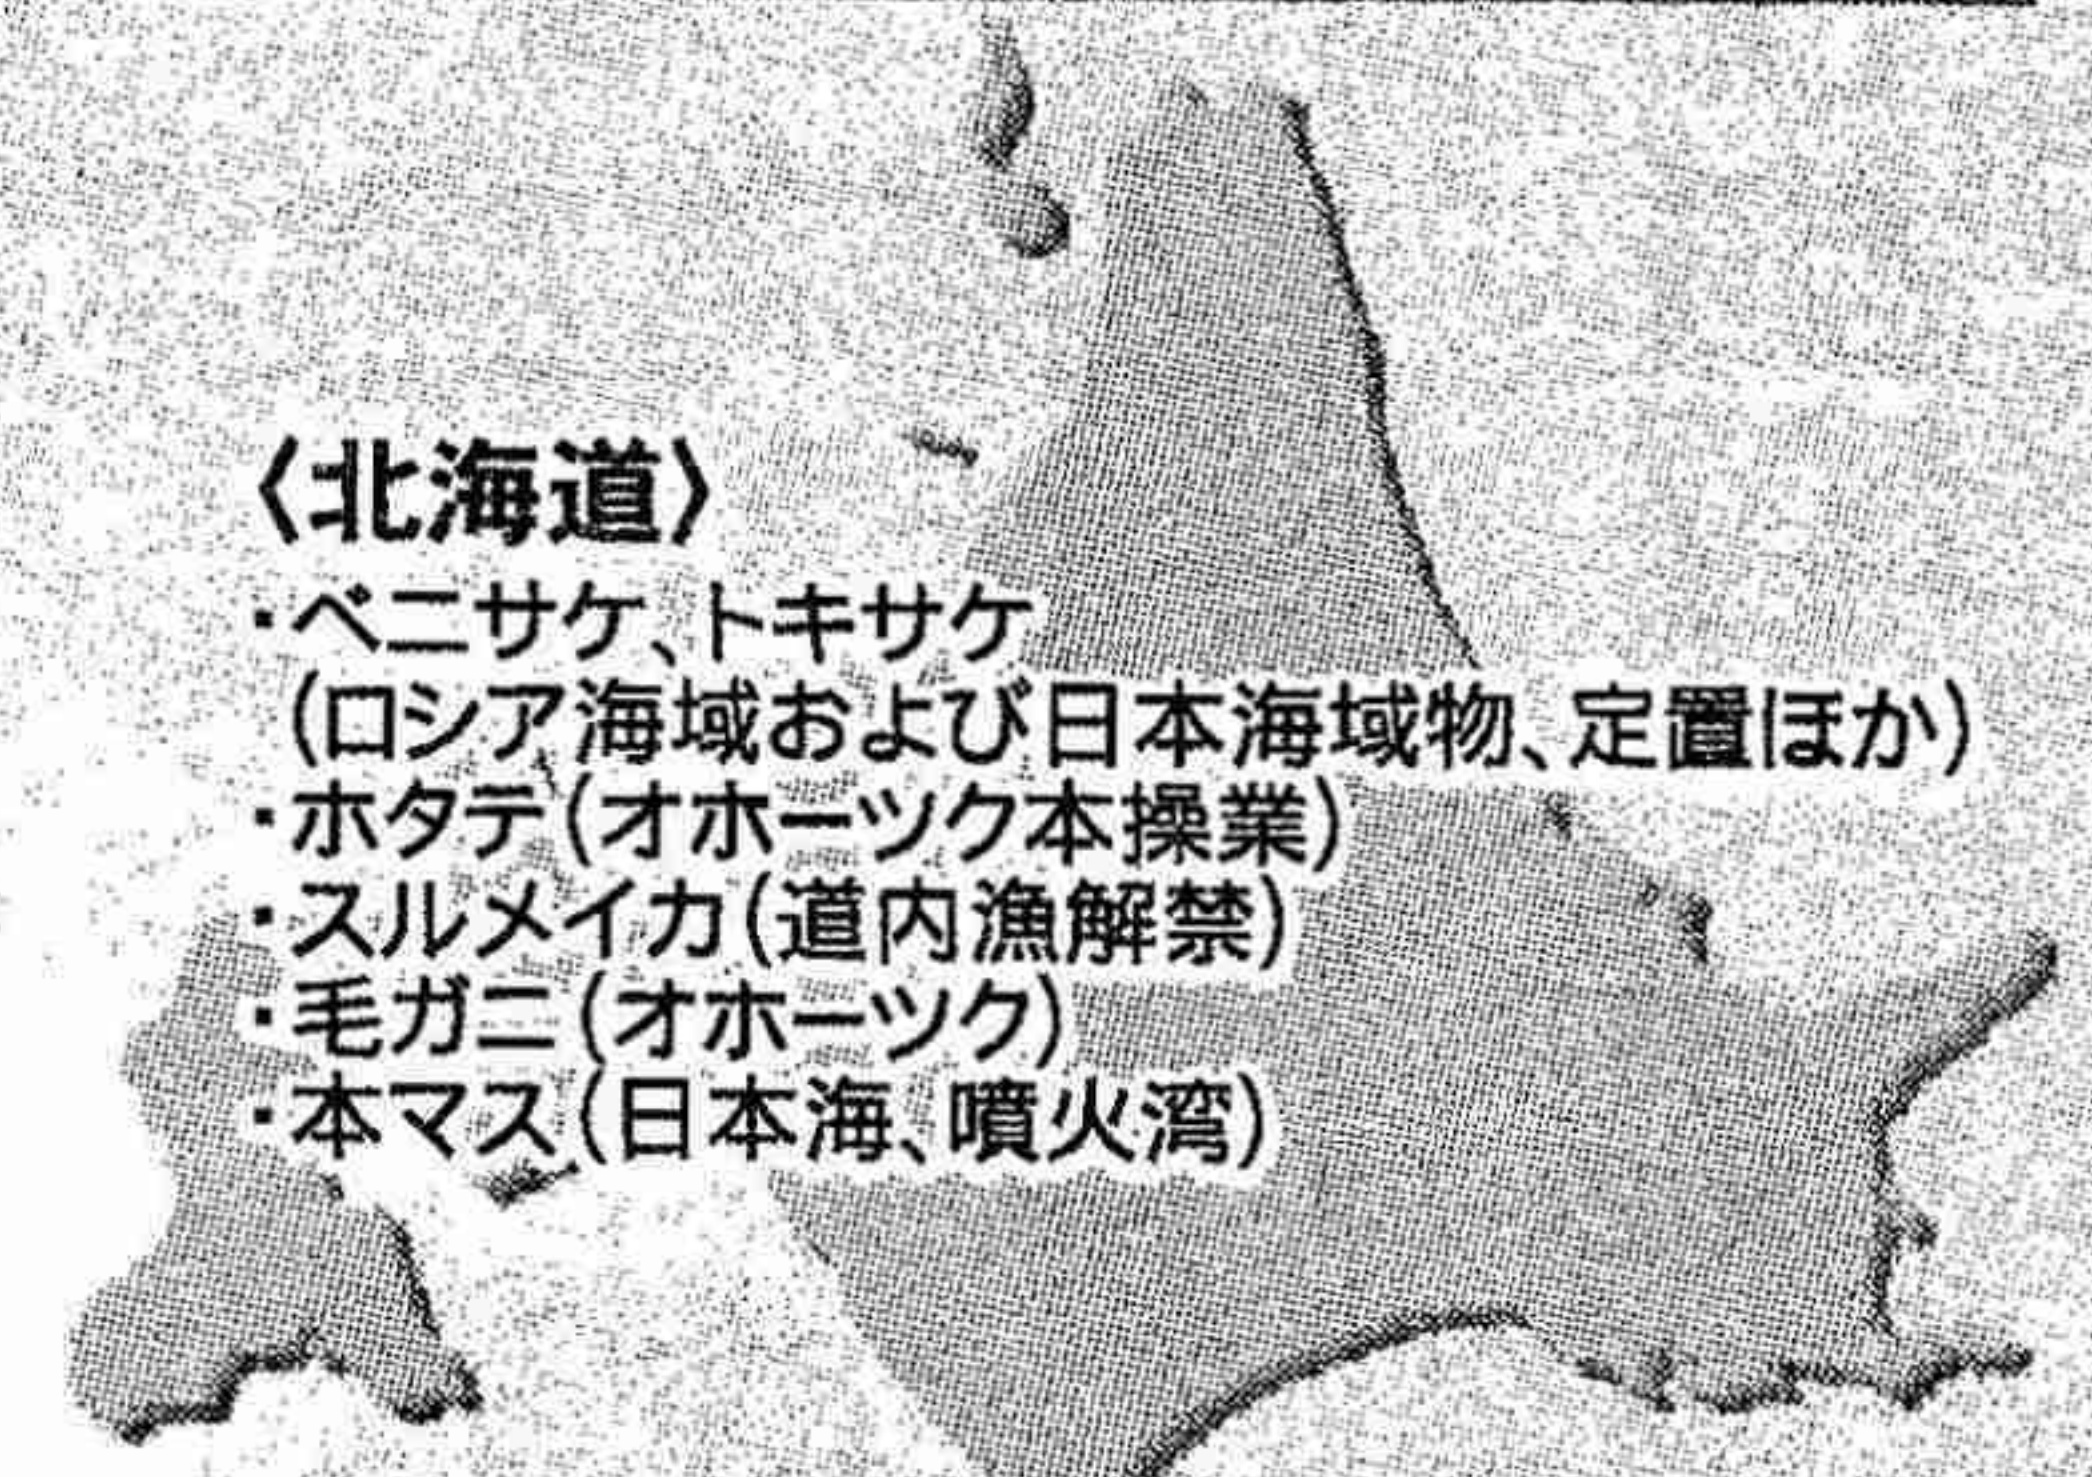 〈北海道〉
・ベニサケ、トキサケ
(ロシア海域および日本海域物、定置ほか)
・ホタテ(オホーツク本操業)
・スルメイカ(道内漁解禁)
・毛ガニ(オホーツク)
・本マス(日本海、噴火湾)